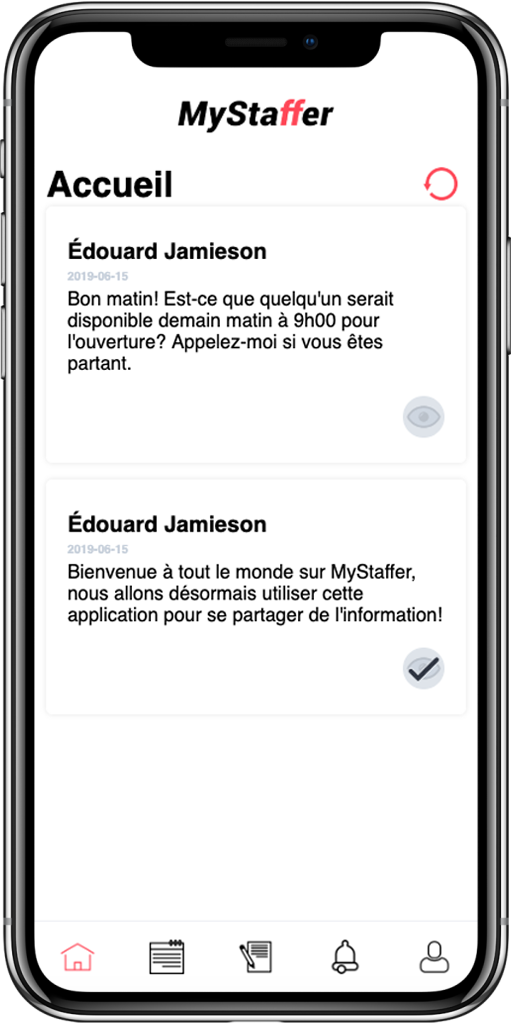 MyStaffer
Accueil
Édouard Jamieson
2019-06-15
Bon matin! Est-ce que quelqu'un serait
disponible demain matin à 9h00 pour
l'ouverture? Appelez-moi si vous êtes
partant.
Édouard Jamieson
2019-06-15
Bienvenue à tout le monde sur MyStaffer,
nous allons désormais utiliser cette
application pour se partager de l'information!